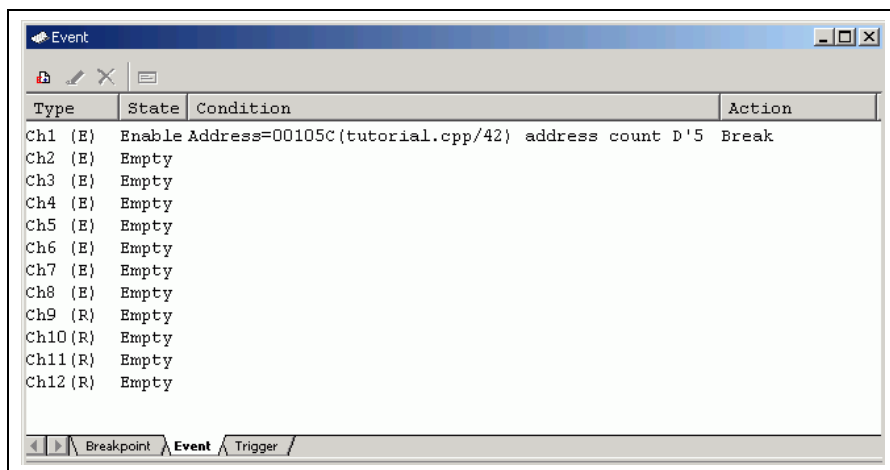 Event
Type State Condition Action
Ch1 (E) Enable Address=00105C(tutorial.cpp/42) address count D'5 Break
Ch2 (E) Empty
Ch3 (E) Empty
Ch4 (E) Empty
Ch5 (E) Empty
Ch6 (E) Empty
Ch7 (E) Empty
Ch8 (E) Empty
Ch9 (R) Empty
Ch10(R) Empty
Ch11(R) Empty
Ch12(R) Empty
Breakpoint Event Trigger